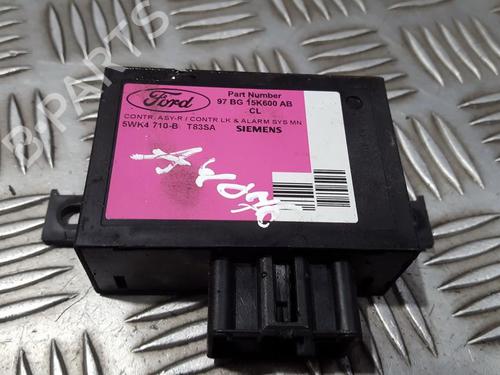 Ford
Part Number
97 BG 15K600 AB
CL
CONTR. ASY-R / CONTR.LK & ALARM SYS MN
5WK4 710-B T83SA SIEMENS
B-PARTS